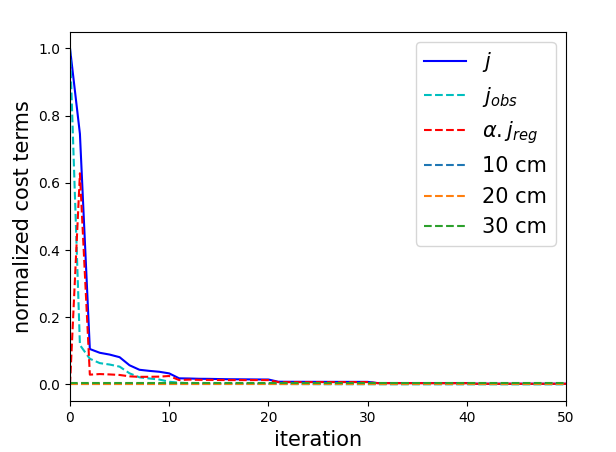 1.0
0.8
0.6
0.4
0.2
0.0
normalized cost terms
0
10
20
30
40
50
iteration
j
j_obs
α.j_reg
10 cm
20 cm
30 cm